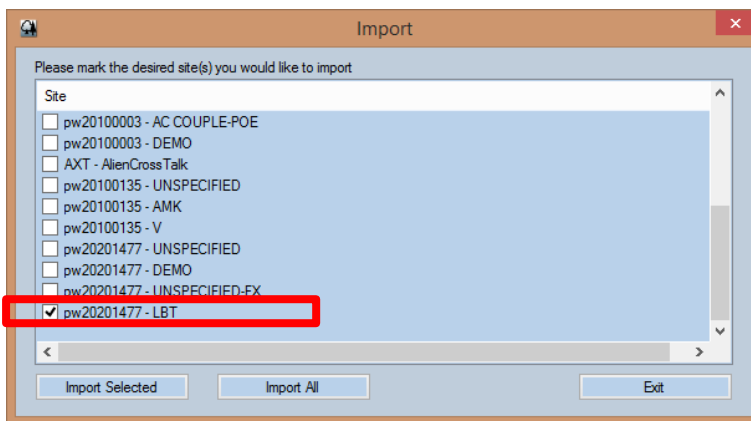 Import
Please mark the desired site(s) you would like to import
Site
pw20100003 - AC COUPLE-POE
pw20100003 - DEMO
AXT - AlienCrossTalk
pw20100135 - UNSPECIFIED
pw20100135 - AMK
pw20100135 - V
pw20201477 - UNSPECIFIED
pw20201477 - DEMO
pw20201477 - UNSPECIFIED-FX
pw20201477 - LBT
Import Selected Import All Exit